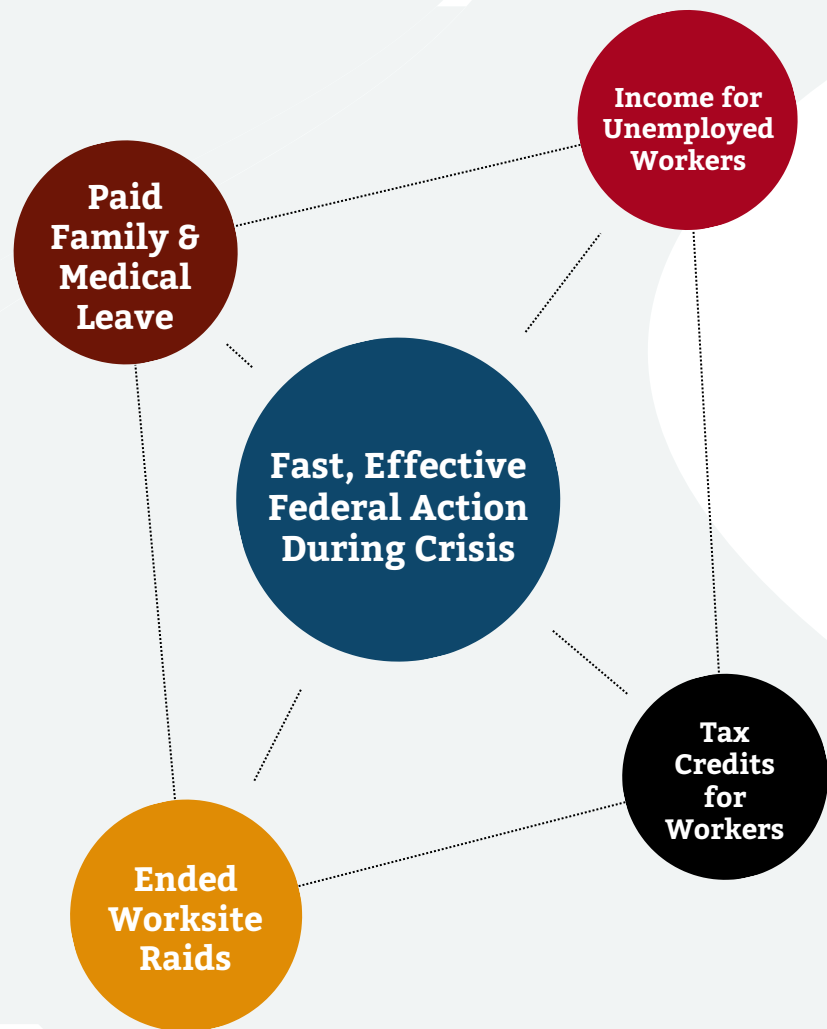 Income for
Unemployed
Workers
Paid
Family &
Medical
Leave
Fast, Effective
Federal Action
During Crisis
Tax
Credits
for
Workers
Ended
Worksite
Raids